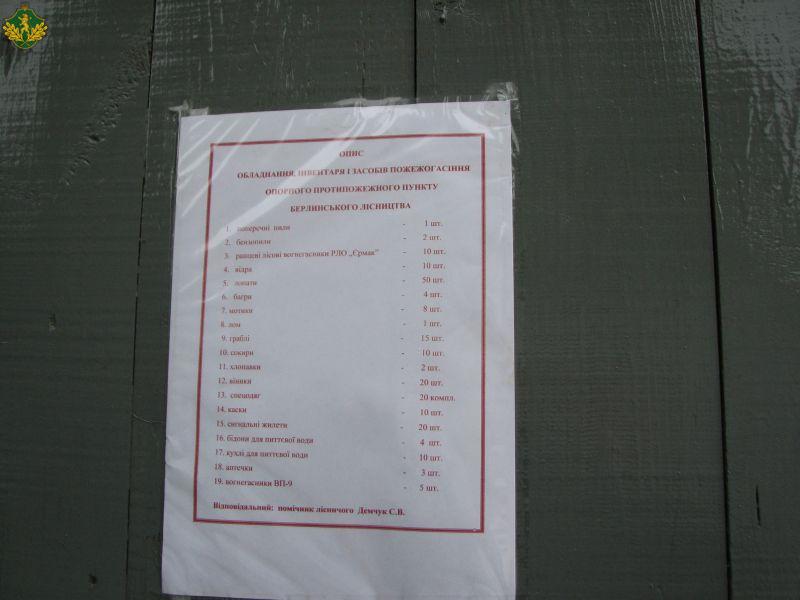 ОПИС
ОБЛАДНАННЯ, ІНВЕНТАРЯ І ЗАСОБІВ ПОЖЕЖОГАСІННЯ
ОПОРНОГО ПРОТИПОЖЕЖНОГО ПУНКТУ
БЕРЛИНСЬКОГО ЛІСНИЦТВА
1. поперечні пили - 1 шт.
2. бензопили - 2 шт.
3. ранцеві лісові вогнегасники РЛО „Єрмак" - 10 шт.
4. відра - 10 шт.
5. лопати - 50 шт.
6. багри - 4 шт.
7. мотики - 8 шт.
8. лом - 1 шт.
9. граблі - 15 шт.
10. сокири - 10 шт.
11. хлопавки - 2 шт.
12. віники - 20 шт.
13. спецодяг - 20 компл.
14. каски - 10 шт.
15. сигнальні жилети - 20 шт.
16. бідони для питтєвої води - 4 шт.
17. кухлі для питтєвої води - 10 шт.
18. аптечки - 3 шт.
19. вогнегасники ВП-9 - 5 шт.
Відповідальний: помічник лісничого Демчук С.В.